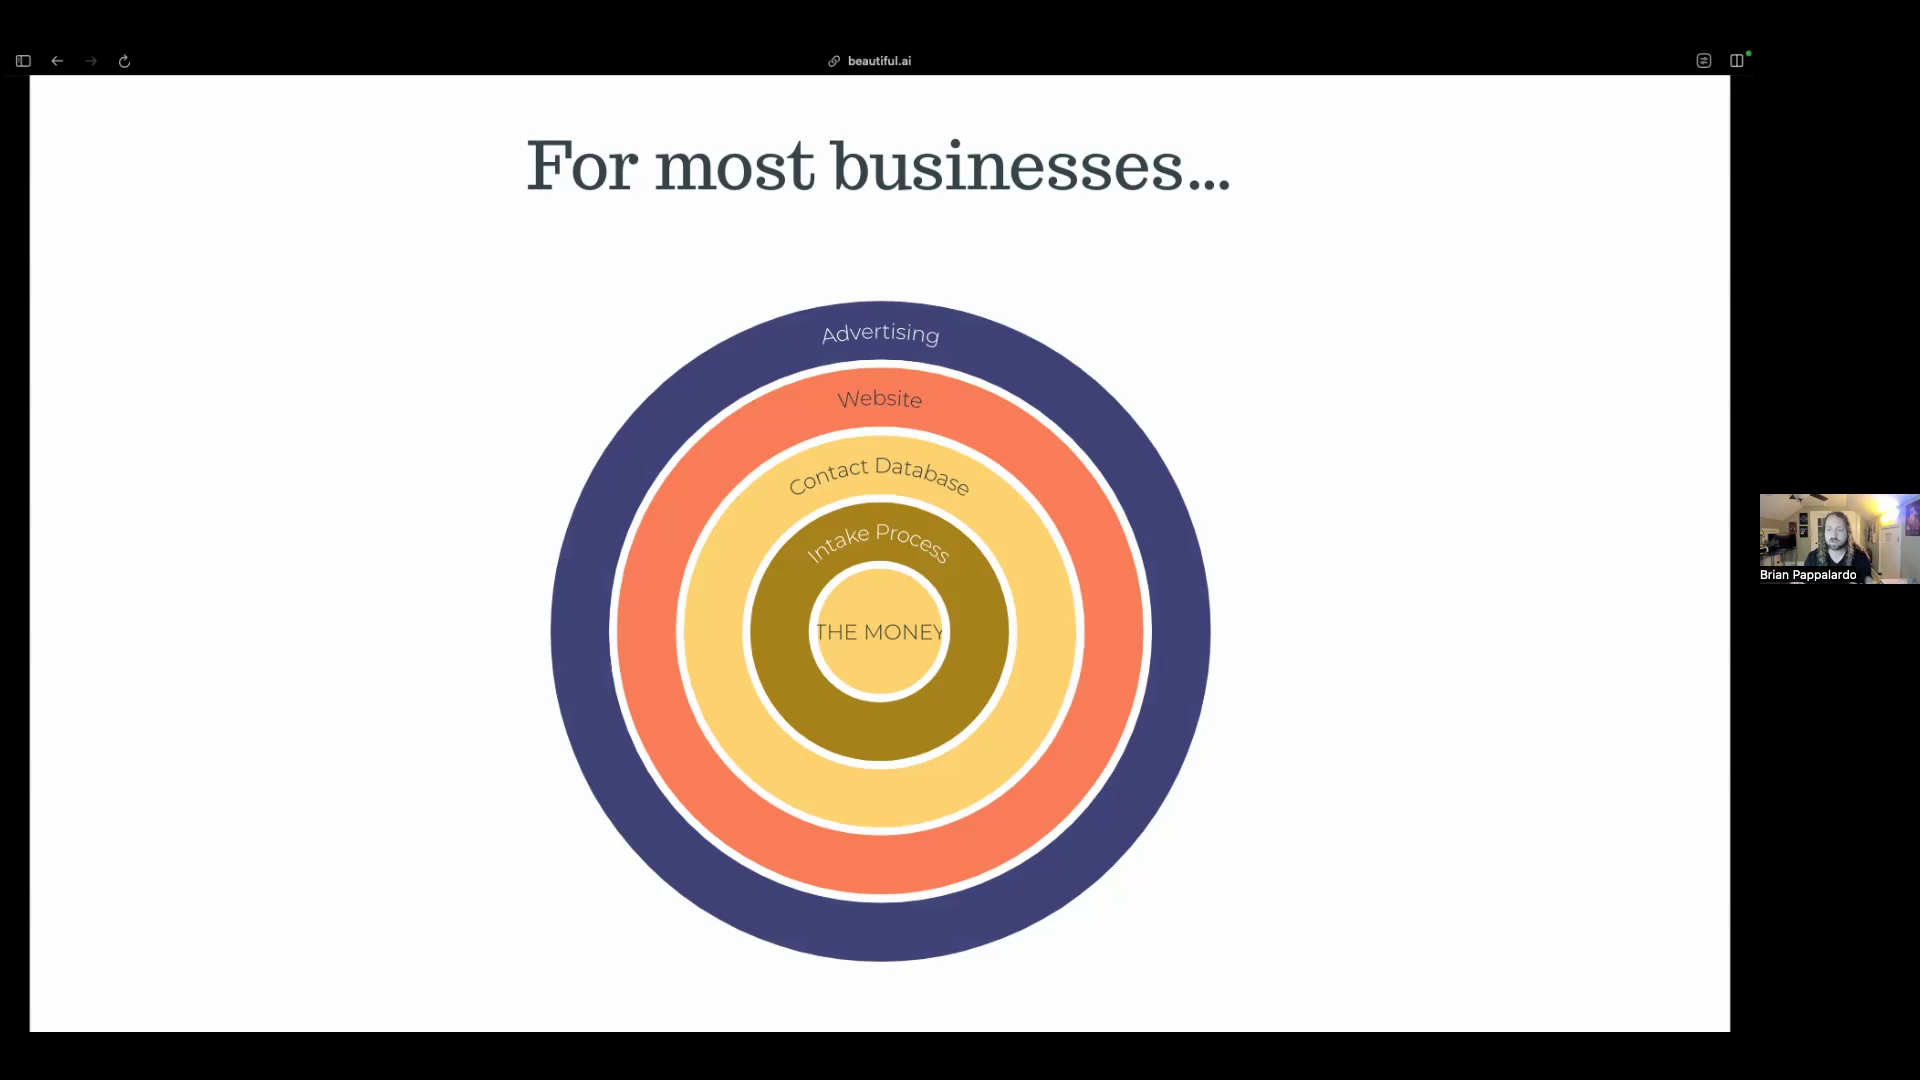 beautiful.ai
For most businesses...
Advertising
Website
Contact Database
Intake Process
THE MONEY
Brian Pappalardo